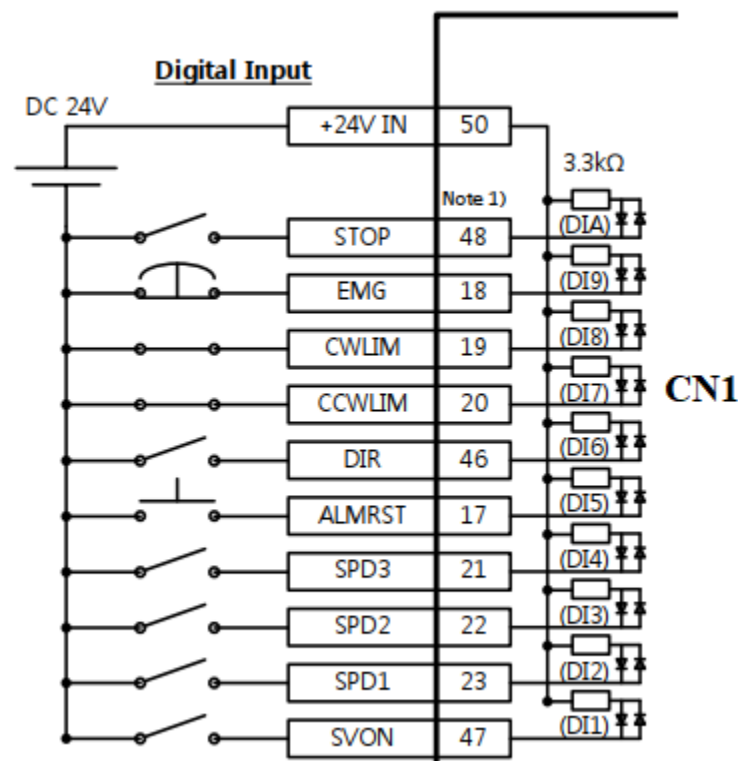 Digital Input
DC 24V
+24V IN 50
3.3kΩ
Note 1)
STOP 48 (DIA)
EMG 18 (DI9)
CWLIM 19 (DI8)
CCWLIM 20 (DI7)
CN1
DIR 46 (DI6)
ALMRST 17 (DI5)
SPD3 21 (DI4)
SPD2 22 (DI3)
SPD1 23 (DI2)
SVON 47 (DI1)